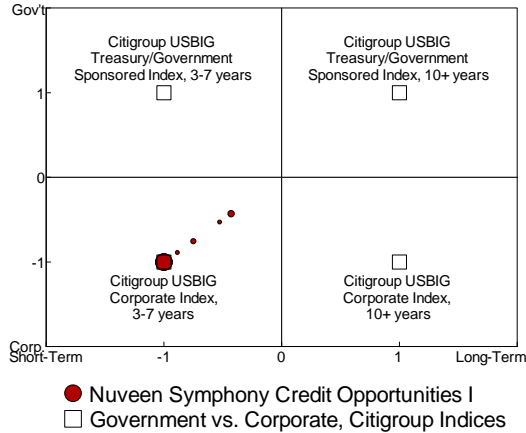 Gov't
Citigroup USBIG
Treasury/Government
Sponsored Index, 3-7 years
Citigroup USBIG
Treasury/Government
Sponsored Index, 10+ years
1
0
-1
Citigroup USBIG
Corporate Index,
3-7 years
Citigroup USBIG
Corporate Index,
10+ years
Corp.
Short-Term
-1
0
1
Long-Term
Nuveen Symphony Credit Opportunities I
Government vs. Corporate, Citigroup Indices